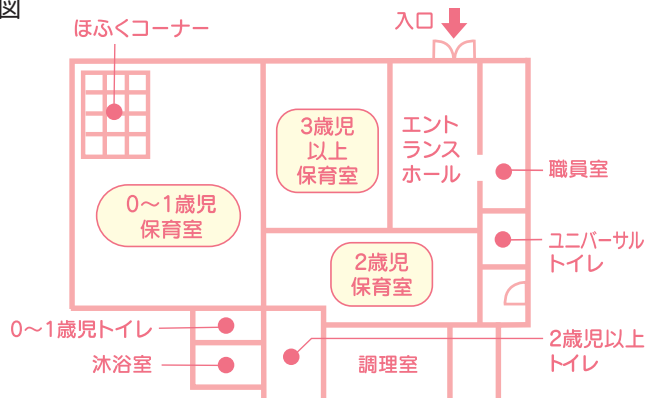 図
ほふくコーナー
入口
3歳児
以上
保育室
エント
ランス
ホール
職員室
0〜1歳児
保育室
ユニバーサル
トイレ
2歳児
保育室
0〜1歳児トイレ
沐浴室
調理室
2歳児以上
トイレ